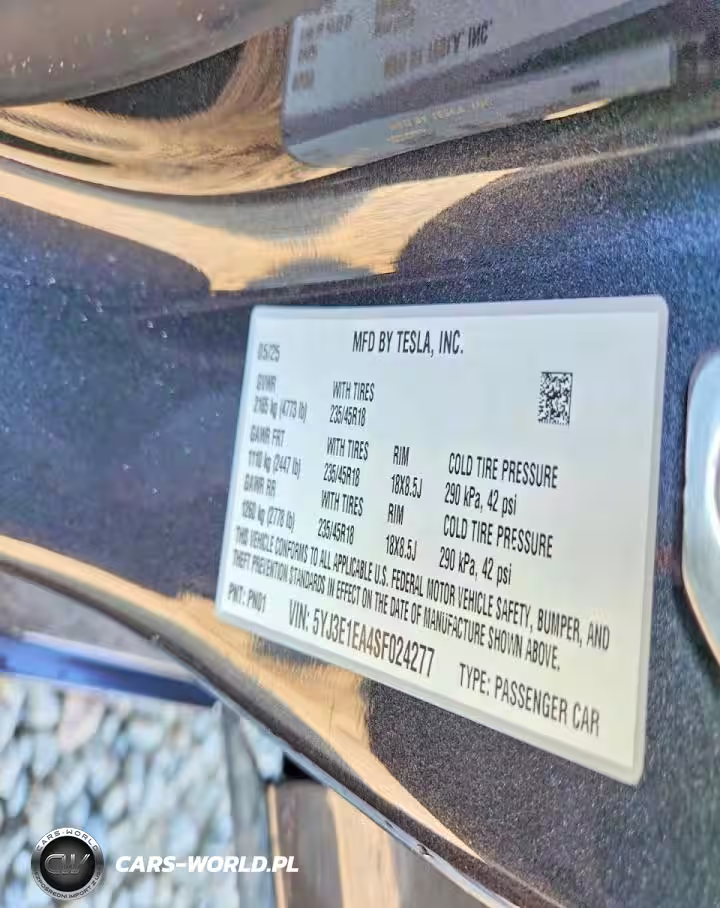 MFD BY TESLA, INC.
05/25
GVWR
2165 kg (4773 lb)
WITH TIRES
235/45R18
GAWR FRT
1110 kg (2447 lb)
WITH TIRES
235/45R18
RIM
18X8.5J
COLD TIRE PRESSURE
290 kPa, 42 psi
GAWR RR
1260 kg (2778 lb)
WITH TIRES
235/45R18
RIM
18X8.5J
COLD TIRE PRESSURE
290 kPa, 42 psi
THIS VEHICLE CONFORMS TO ALL APPLICABLE U.S. FEDERAL MOTOR VEHICLE SAFETY, BUMPER, AND
THEFT PREVENTION STANDARDS IN EFFECT ON THE DATE OF MANUFACTURE SHOWN ABOVE.
PNT: PN01
VIN: 5YJ3E1EA4SF024277
TYPE: PASSENGER CAR
CARS-WORLD
CW
CARS-WORLD.PL